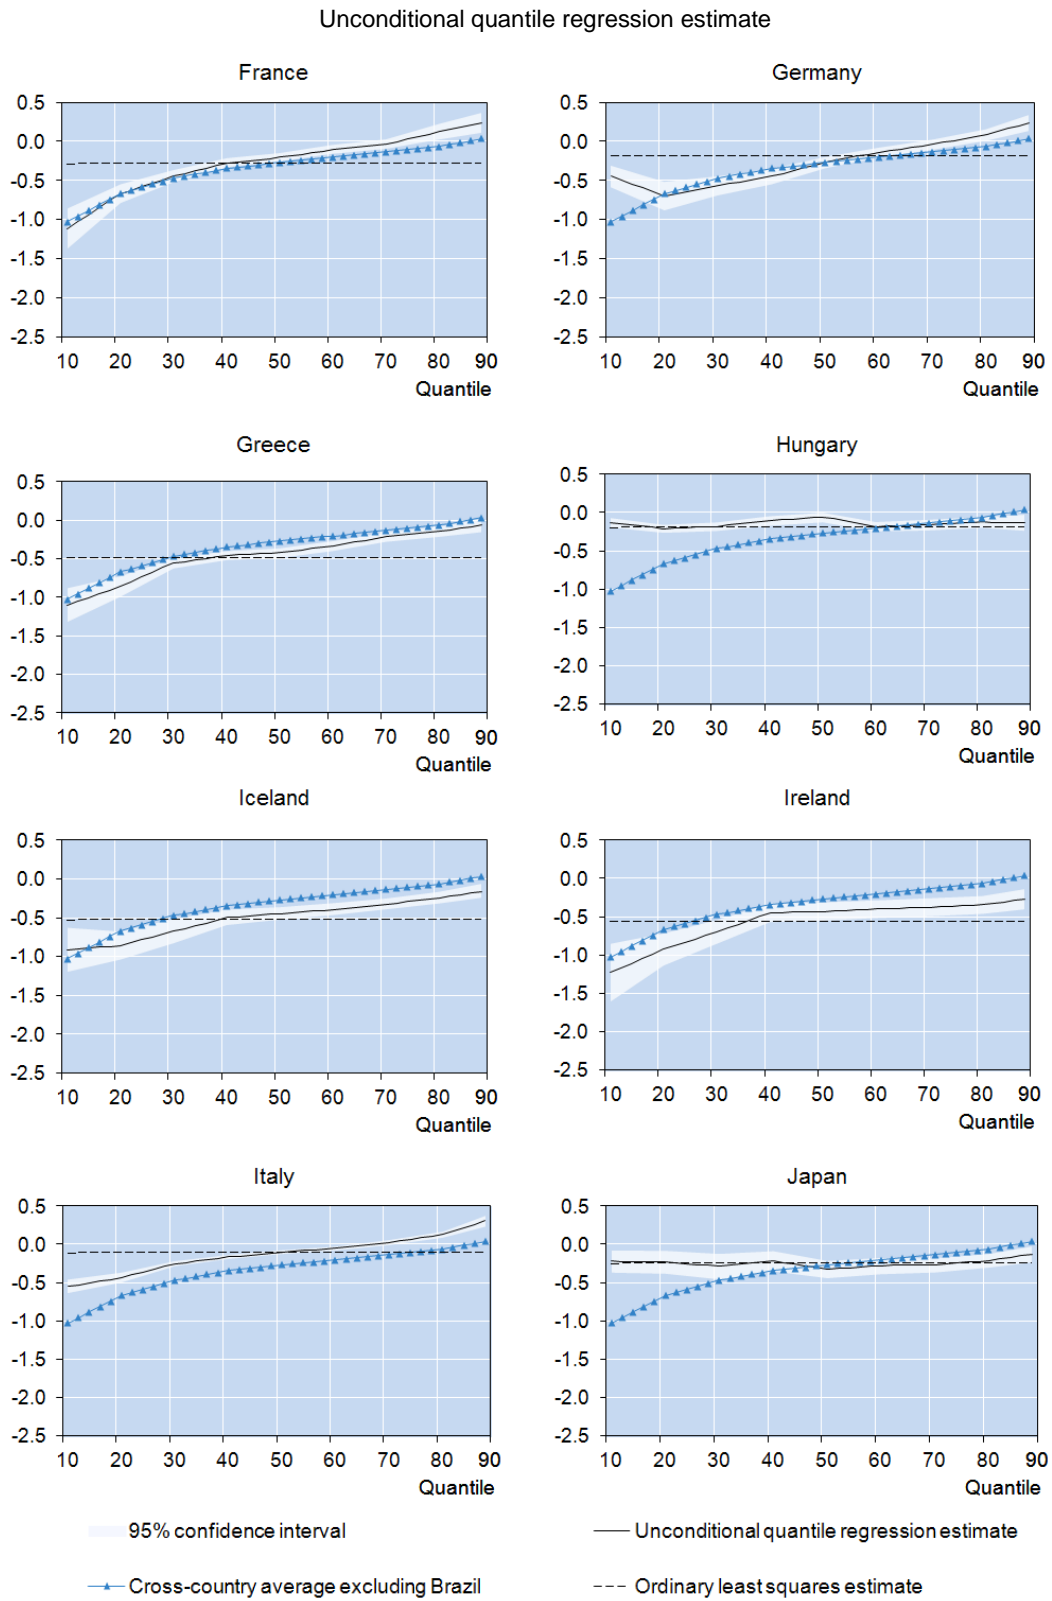 Unconditional quantile regression estimate
France
0.5
0.0
-0.5
-1.0
-1.5
-2.0
-2.5
10 20 30 40 50 60 70 80 90
Quantile
Germany
0.5
0.0
-0.5
-1.0
-1.5
-2.0
-2.5
10 20 30 40 50 60 70 80 90
Quantile
Greece
0.5
0.0
-0.5
-1.0
-1.5
-2.0
-2.5
10 20 30 40 50 60 70 80 90
Quantile
Hungary
0.5
0.0
-0.5
-1.0
-1.5
-2.0
-2.5
10 20 30 40 50 60 70 80 90
Quantile
Iceland
0.5
0.0
-0.5
-1.0
-1.5
-2.0
-2.5
10 20 30 40 50 60 70 80 90
Quantile
Ireland
0.5
0.0
-0.5
-1.0
-1.5
-2.0
-2.5
10 20 30 40 50 60 70 80 90
Quantile
Italy
0.5
0.0
-0.5
-1.0
-1.5
-2.0
-2.5
10 20 30 40 50 60 70 80 90
Quantile
Japan
0.5
0.0
-0.5
-1.0
-1.5
-2.0
-2.5
10 20 30 40 50 60 70 80 90
Quantile
95% confidence interval
Unconditional quantile regression estimate
Cross-country average excluding Brazil
Ordinary least squares estimate